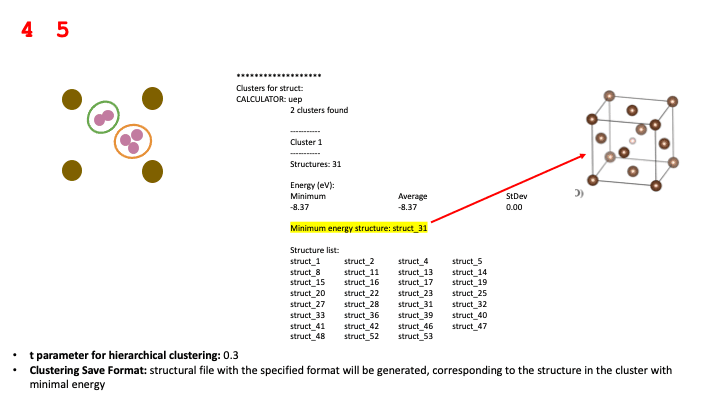 4 5
*******************
Clusters for struct:
CALCULATOR: uep
2 clusters found
-----------
Cluster 1
-----------
Structures: 31
Energy (eV):
Minimum Average StDev
-8.37 -8.37 0.00
Minimum energy structure: struct_31
Structure list:
struct_1 struct_2 struct_4 struct_5
struct_8 struct_11 struct_13 struct_14
struct_15 struct_16 struct_17 struct_19
struct_20 struct_22 struct_23 struct_25
struct_27 struct_28 struct_31 struct_32
struct_33 struct_36 struct_39 struct_40
struct_41 struct_42 struct_46 struct_47
struct_48 struct_52 struct_53
• t parameter for hierarchical clustering: 0.3
• Clustering Save Format: structural file with the specified format will be generated, corresponding to the structure in the cluster with
minimal energy